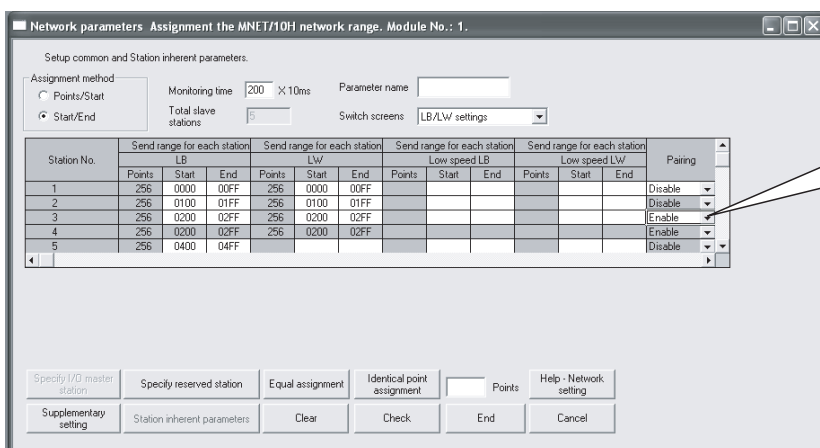 Network parameters Assignment the MNET/10H network range. Module No.: 1.
Setup common and Station inherent parameters.
Assignment method
Points/Start
Start/End
Monitoring time 200 X 10ms
Parameter name
Total slave stations 5
Switch screens LB/LW settings
Station No. Send range for each station Send range for each station Send range for each station Send range for each station Pairing
LB LW Low speed LB Low speed LW
Points Start End Points Start End Points Start End Points Start End
1 256 0000 00FF 256 0000 00FF Disable
2 256 0100 01FF 256 0100 01FF Disable
3 256 0200 02FF 256 0200 02FF Enable
4 256 0200 02FF 256 0200 02FF Enable
5 256 0400 04FF Disable
Specify I/O master station
Specify reserved station
Equal assignment
Identical point assignment
Points
Help - Network setting
Supplementary setting
Station inherent parameters
Clear
Check
End
Cancel